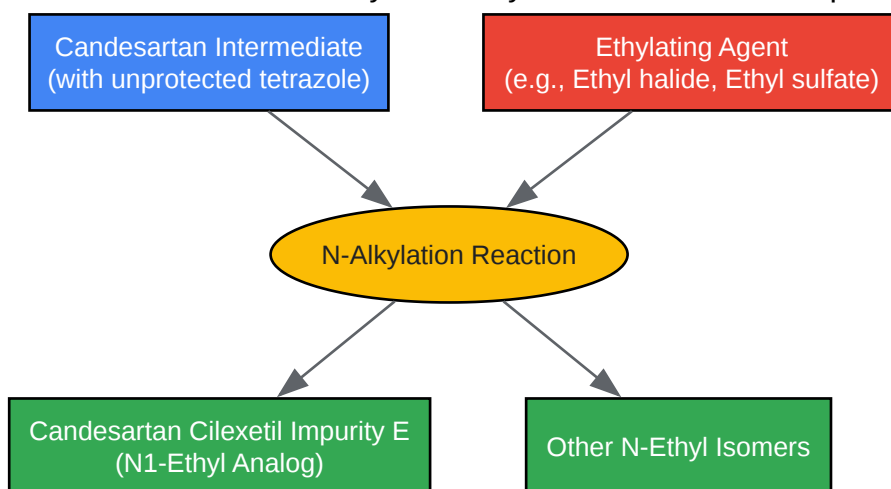 Candesartan Intermediate
(with unprotected tetrazole)
Ethylating Agent
(e.g., Ethyl halide, Ethyl sulfate)
N-Alkylation Reaction
Candesartan Cilexetil Impurity E
(N1-Ethyl Analog)
Other N-Ethyl Isomers